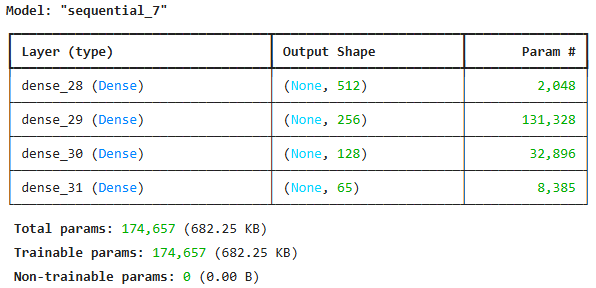 Model: "sequential_7"
Layer (type) Output Shape Param #
dense_28 (Dense) (None, 512) 2,048
dense_29 (Dense) (None, 256) 131,328
dense_30 (Dense) (None, 128) 32,896
dense_31 (Dense) (None, 65) 8,385
Total params: 174,657 (682.25 KB)
Trainable params: 174,657 (682.25 KB)
Non-trainable params: 0 (0.00 B)